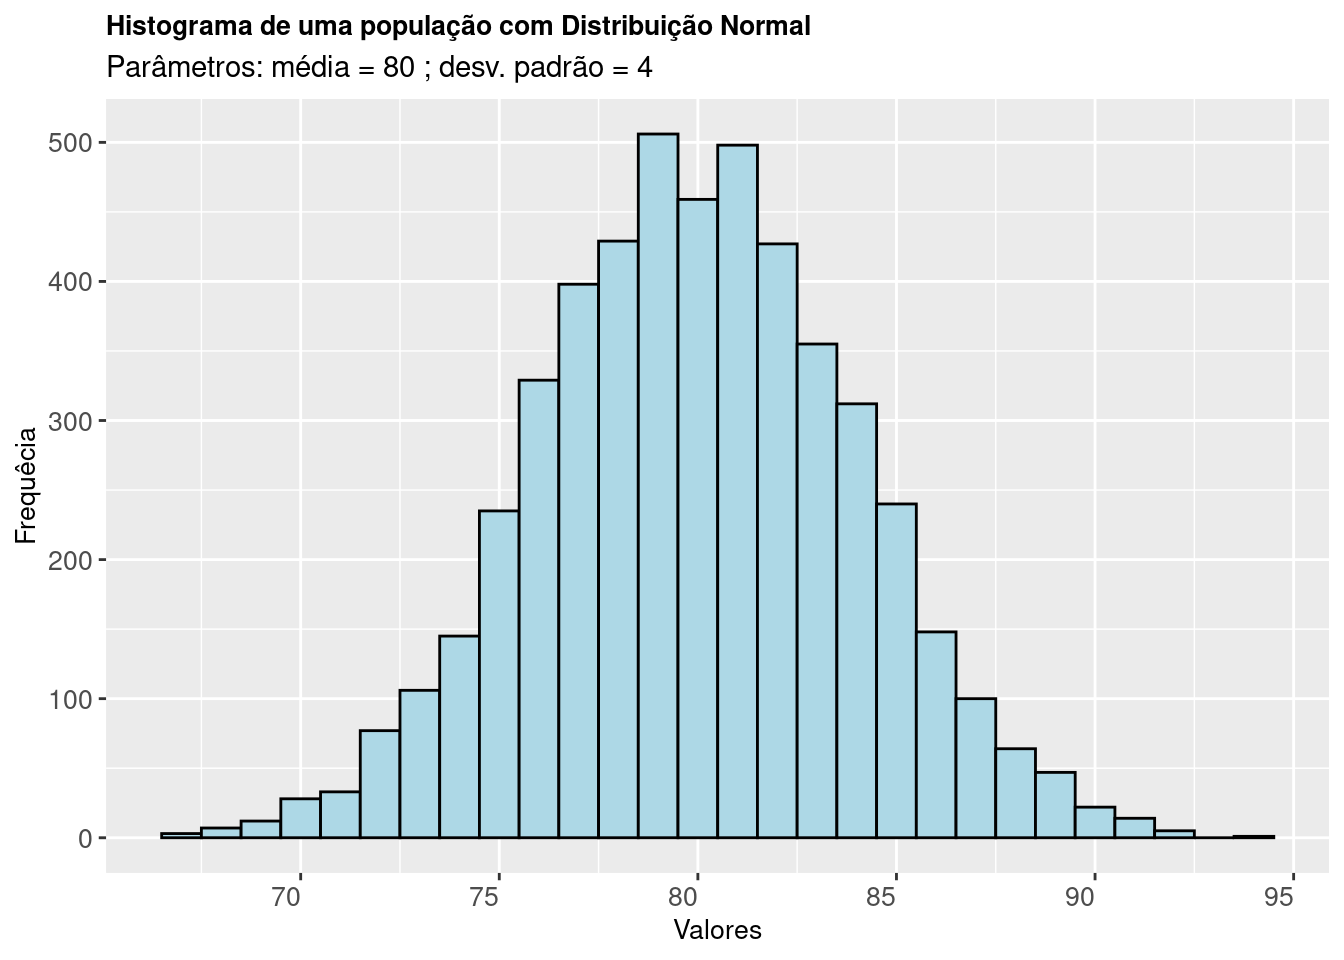 Histograma de uma população com Distribuição Normal
Parâmetros: média = 80 ; desv. padrão = 4
500
400
300
200
100
0
Frequêcia
70 75 80 85 90 95
Valores